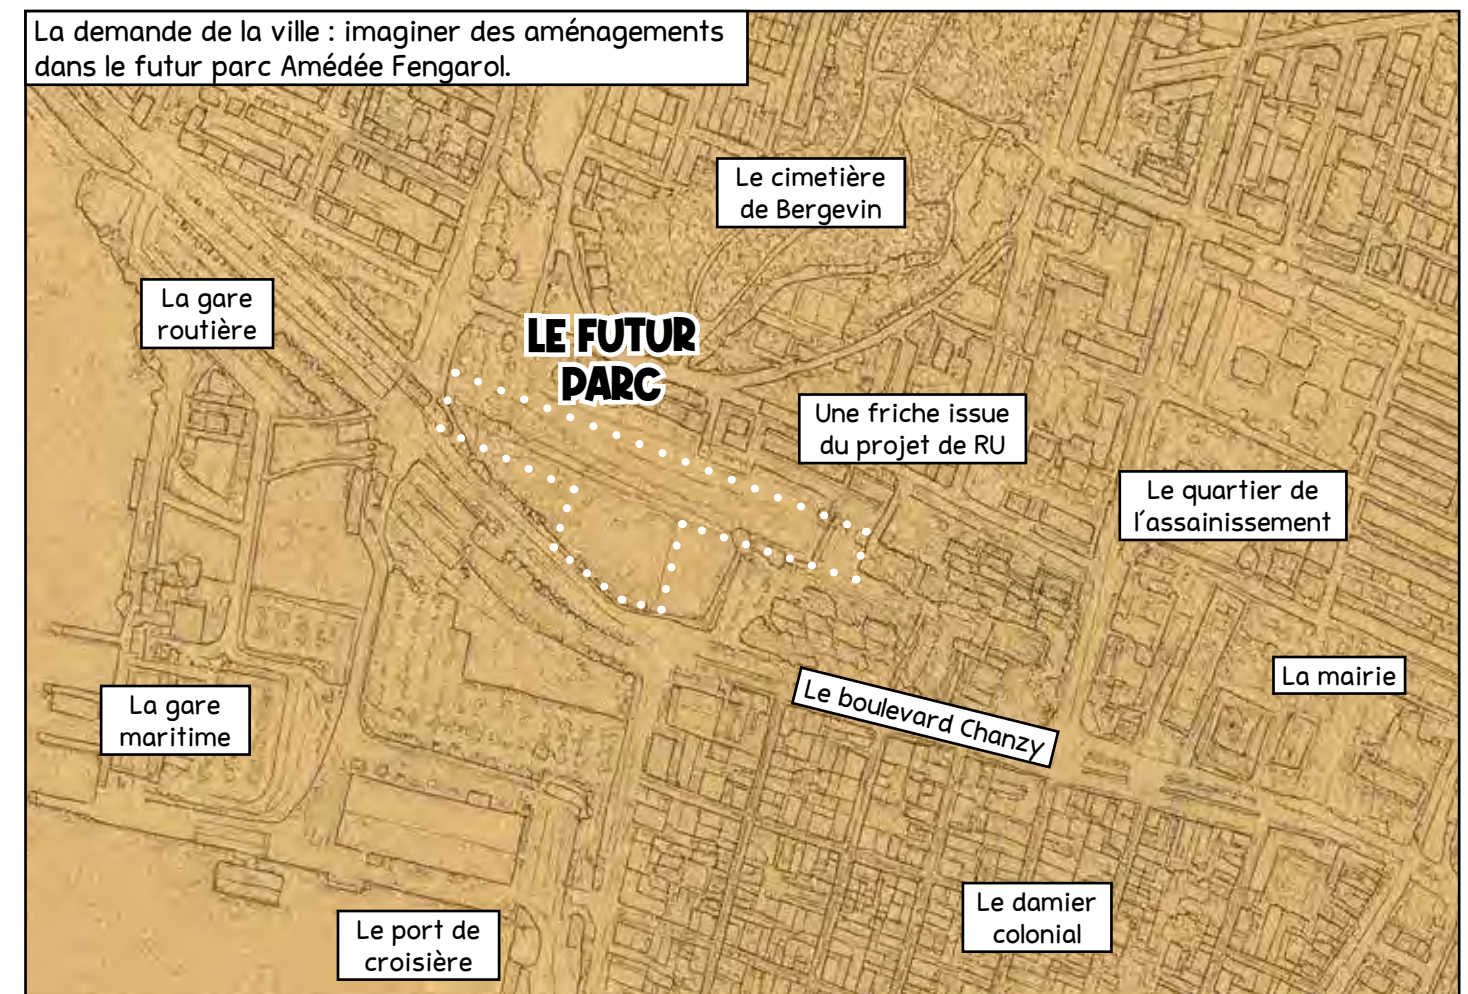 La demande de la ville : imaginer des aménagements
dans le futur parc Amédée Fengarol.
Le cimetière
de Bergevin
La gare
routière
LE FUTUR
PARC
Une friche issue
du projet de RU
Le quartier de
l'assainissement
La mairie
Le boulevard Chanzy
La gare
maritime
Le damier
colonial
Le port de
croisière